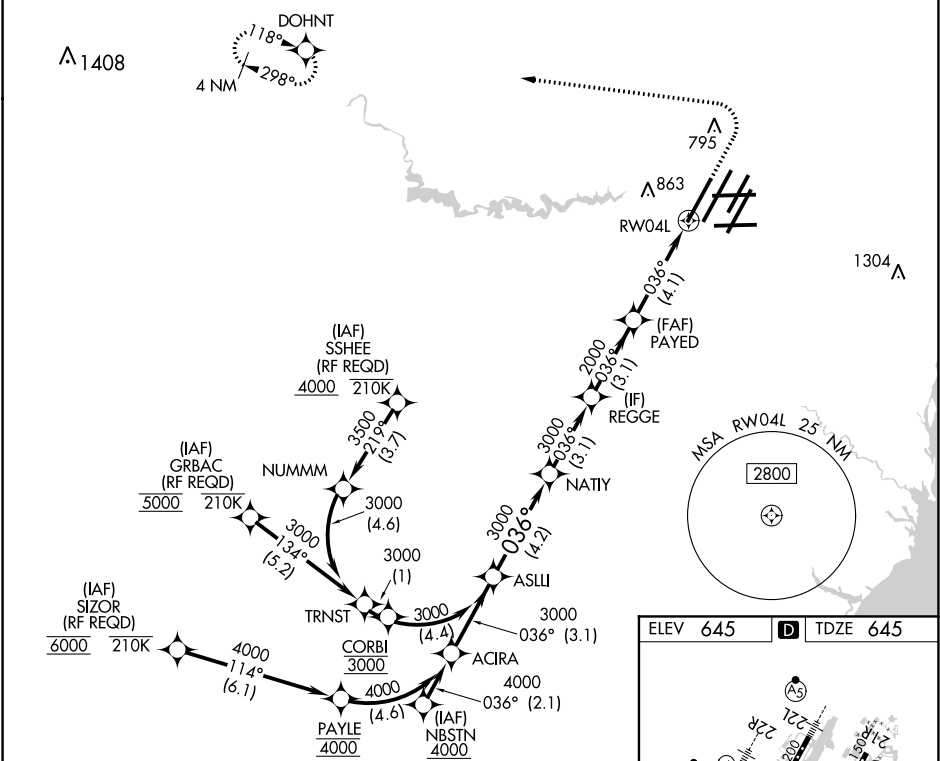 DOHNT
118°
1408
298°
4 NM
795
863
RW04L
036°
(4.1)
1304
(FAF)
PAYED
(IAF)
SSHEE
(RF REQD)
4000 210K
2000
036°
(3.1)
(IF)
REGGE
3500
219°
(3.7)
MSA RW04L 25 NM
2800
(IAF)
GRBAC
(RF REQD)
5000 210K
NUMMM
3000
036°
(3.1)
NATIY
3000
(4.6)
3000
134°
(5.2)
3000
036°
(4.2)
3000
(1)
ASLLI
(IAF)
SIZOR
(RF REQD)
6000 210K
TRNST
3000
(4.4)
3000
036° (3.1)
CORBI
3000
ACIRA
4000
114°
(6.1)
4000
(4.6)
4000
036° (2.1)
PAYLE
4000
(IAF)
NBSTN
4000
ELEV 645 D TDZE 645
A5
22R
22L
21R
200
150